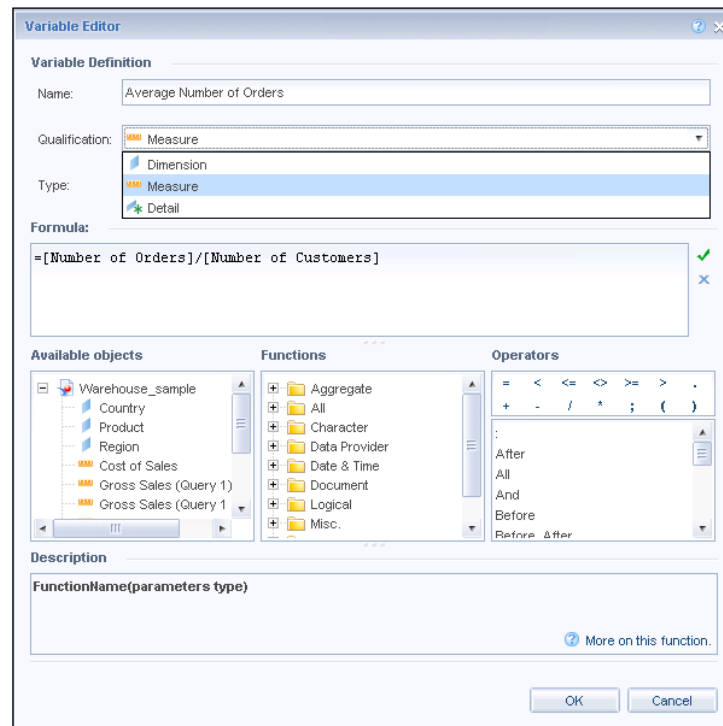 Variable Editor
Variable Definition
Name: Average Number of Orders
Qualification: Measure
Dimension
Type: Measure
Detail
Formula:
=[Number of Orders]/[Number of Customers]
Available objects Functions Operators
Warehouse_sample
Country
Product
Region
Cost of Sales
Gross Sales (Query 1)
Gross Sales (Query 1
Aggregate
All
Character
Data Provider
Date & Time
Document
Logical
Misc.
= < <= <> >= > .
+ - / * ; ( )
:
After
All
And
Before
Before_After
Description
FunctionName(parameters type)
More on this function.
OK Cancel